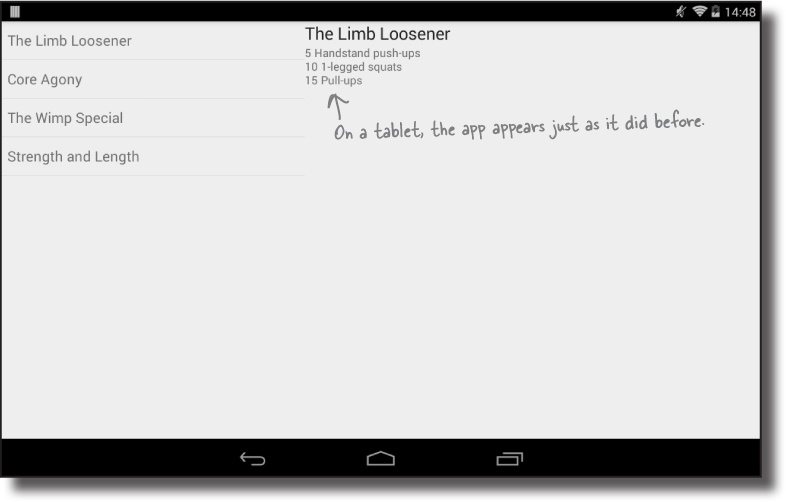 14:48
The Limb Loosener
Core Agony
The Wimp Special
Strength and Length
The Limb Loosener
5 Handstand push-ups
10 1-legged squats
15 Pull-ups
On a tablet, the app appears just as it did before.